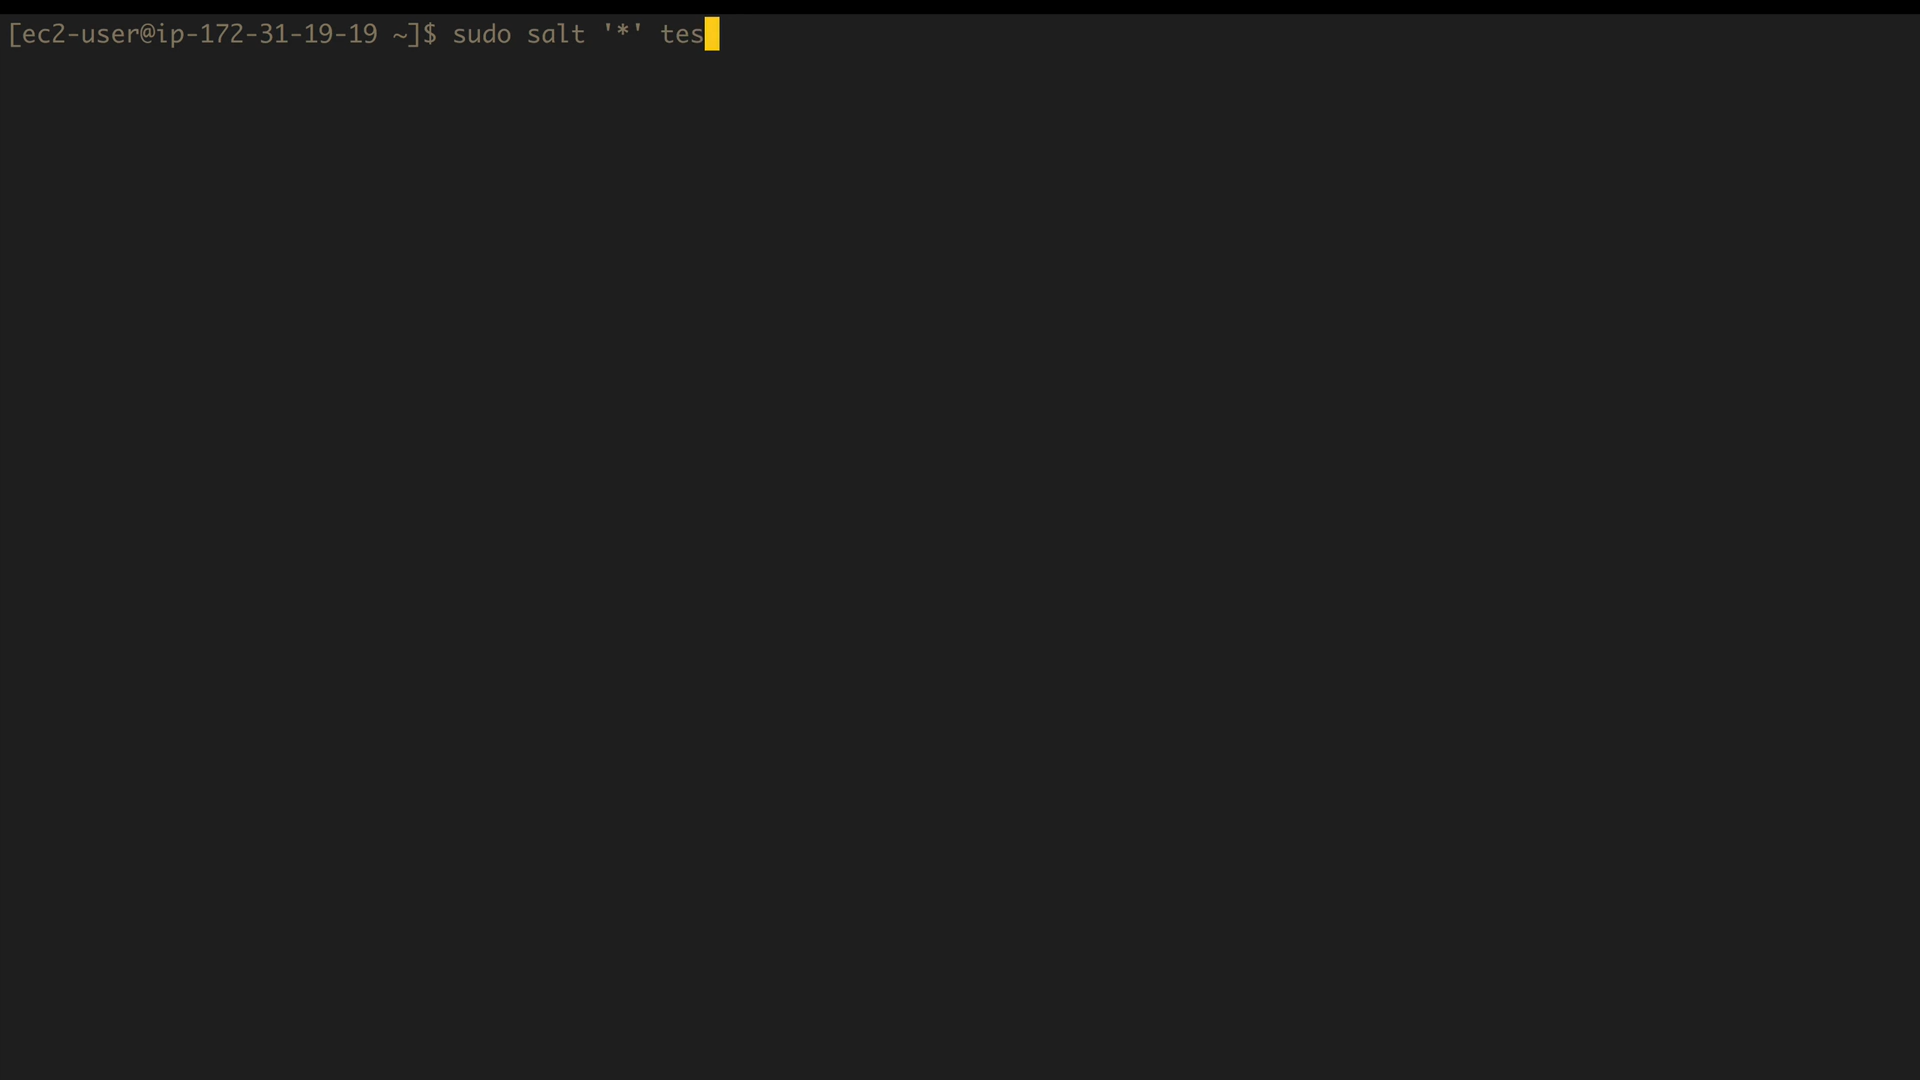 [ec2-user@ip-172-31-19-19 ~]$ sudo salt '*' tes